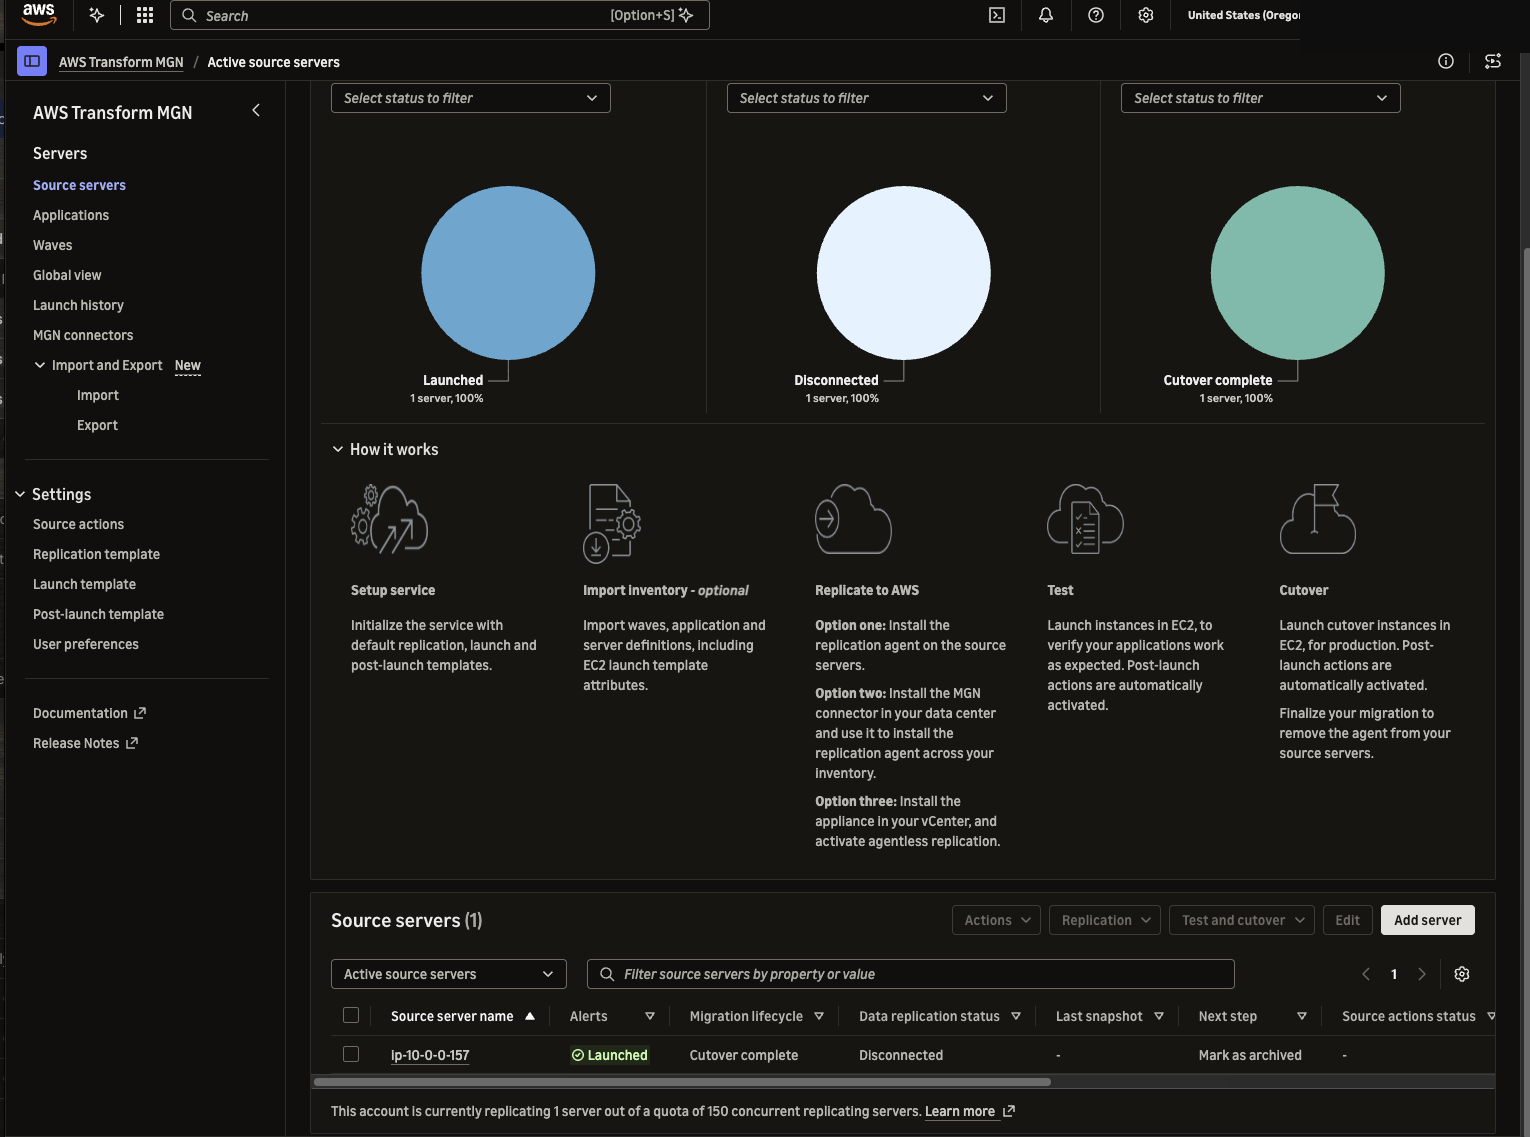 aws
Search
[Option+S]
United States (Orego
AWS Transform MGN
/
Active source servers
AWS Transform MGN
Servers
Source servers
Applications
Waves
Global view
Launch history
MGN connectors
Import and Export New
Import
Export
Settings
Source actions
Replication template
Launch template
Post-launch template
User preferences
Documentation
Release Notes
Select status to filter
Select status to filter
Select status to filter
Launched
1 server, 100%
Disconnected
1 server, 100%
Cutover complete
1 server, 100%
How it works
Setup service
Initialize the service with
default replication, launch and
post-launch templates.
Import inventory - optional
Import waves, application and
server definitions, including
EC2 launch template
attributes.
Replicate to AWS
Option one: Install the
replication agent on the source
servers.
Option two: Install the MGN
connector in your data center
and use it to install the
replication agent across your
inventory.
Option three: Install the
appliance in your vCenter, and
activate agentless replication.
Test
Launch instances in EC2, to
verify your applications work
as expected. Post-launch
actions are automatically
activated.
Cutover
Launch cutover instances in
EC2, for production. Post-
launch actions are
automatically activated.
Finalize your migration to
remove the agent from your
source servers.
Source servers (1)
Actions
Replication
Test and cutover
Edit
Add server
Active source servers
Filter source servers by property or value
1
Source server name
Alerts
Migration lifecycle
Data replication status
Last snapshot
Next step
Source actions status
ip-10-0-0-157
Launched
Cutover complete
Disconnected
-
Mark as archived
-
This account is currently replicating 1 server out of a quota of 150 concurrent replicating servers. Learn more